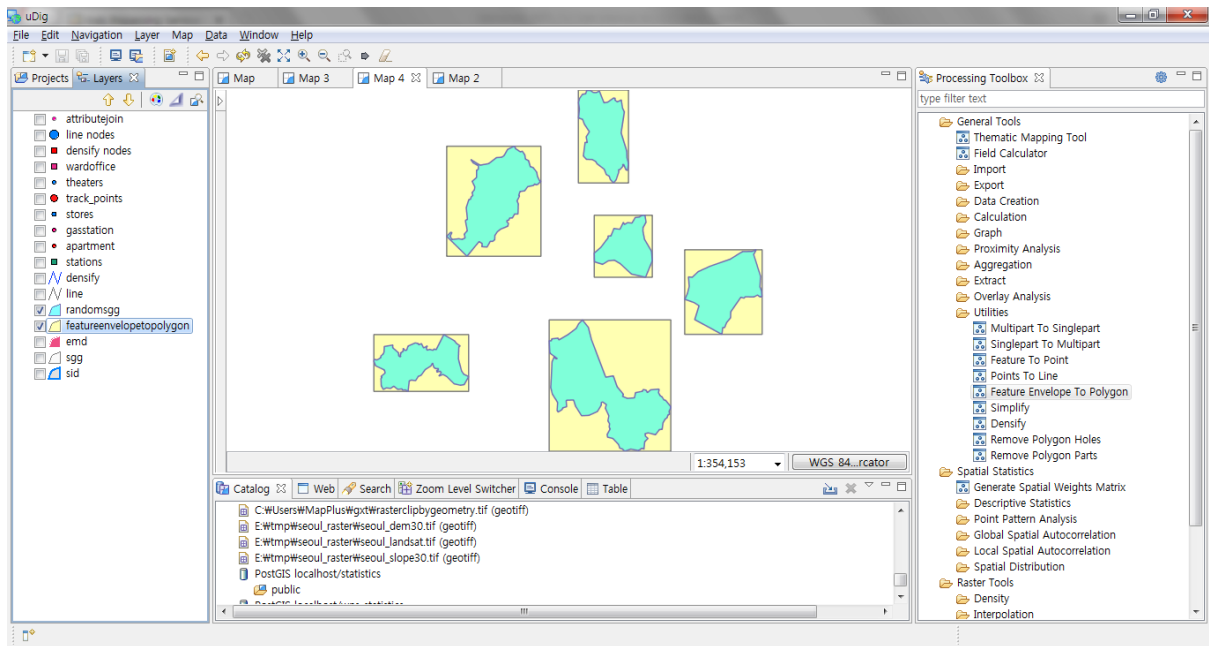 uDig
File Edit Navigation Layer Map Data Window Help
Projects Layers
Map Map 3 Map 4 Map 2
Processing Toolbox
type filter text
attributejoin
line nodes
densify nodes
wardoffice
theaters
track_points
stores
gasstation
apartment
stations
densify
line
randomsgg
featureenvelopetopolygon
emd
sgg
sid
1:354,153
WGS 84...rcator
General Tools
Thematic Mapping Tool
Field Calculator
Import
Export
Data Creation
Calculation
Graph
Proximity Analysis
Aggregation
Extract
Overlay Analysis
Utilities
Multipart To Singlepart
Singlepart To Multipart
Feature To Point
Points To Line
Feature Envelope To Polygon
Simplify
Densify
Remove Polygon Holes
Remove Polygon Parts
Spatial Statistics
Generate Spatial Weights Matrix
Descriptive Statistics
Point Pattern Analysis
Global Spatial Autocorrelation
Local Spatial Autocorrelation
Spatial Distribution
Raster Tools
Density
Interpolation
Catalog Web Search Zoom Level Switcher Console Table
C:₩Users₩MapPlus₩gxt₩rasterclipbygeometry.tif (geotiff)
E:₩tmp₩seoul_raster₩seoul_dem30.tif (geotiff)
E:₩tmp₩seoul_raster₩seoul_landsat.tif (geotiff)
E:₩tmp₩seoul_raster₩seoul_slope30.tif (geotiff)
PostGIS localhost/statistics
public